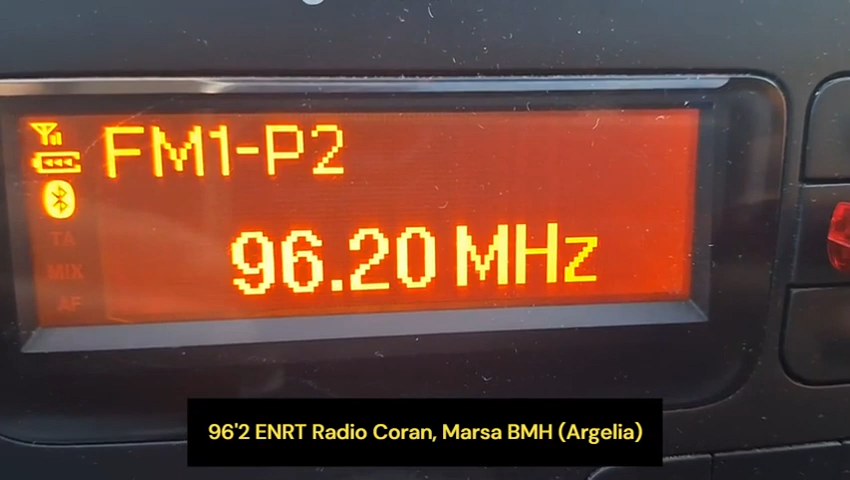 FM1-P2
96.20 MHz
TA
MIX
AF
96'2 ENRT Radio Coran, Marsa BMH (Argelia)